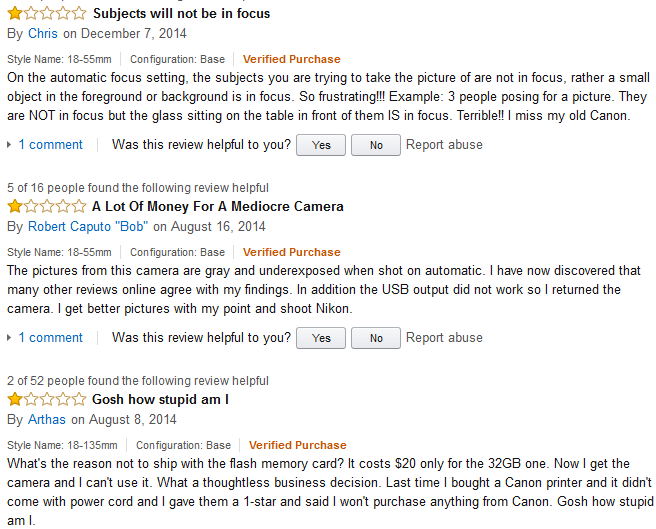 Subjects will not be in focus
By Chris on December 7, 2014
Style Name: 18-55mm Configuration: Base Verified Purchase
On the automatic focus setting, the subjects you are trying to take the picture of are not in focus, rather a small
object in the foreground or background is in focus. So frustrating!!! Example: 3 people posing for a picture. They
are NOT in focus but the glass sitting on the table in front of them IS in focus. Terrible!! I miss my old Canon.
1 comment Was this review helpful to you? Yes No Report abuse
5 of 16 people found the following review helpful
A Lot Of Money For A Mediocre Camera
By Robert Caputo "Bob" on August 16, 2014
Style Name: 18-55mm Configuration: Base Verified Purchase
The pictures from this camera are gray and underexposed when shot on automatic. I have now discovered that
many other reviews online agree with my findings. In addition the USB output did not work so I returned the
camera. I get better pictures with my point and shoot Nikon.
1 comment Was this review helpful to you? Yes No Report abuse
2 of 52 people found the following review helpful
Gosh how stupid am I
By Arthas on August 8, 2014
Style Name: 18-135mm Configuration: Base Verified Purchase
What's the reason not to ship with the flash memory card? It costs $20 only for the 32GB one. Now I get the
camera and I can't use it. What a thoughtless business decision. Last time I bought a Canon printer and it didn't
come with power cord and I gave them a 1-star and said I won't purchase anything from Canon. Gosh how stupid
am I.